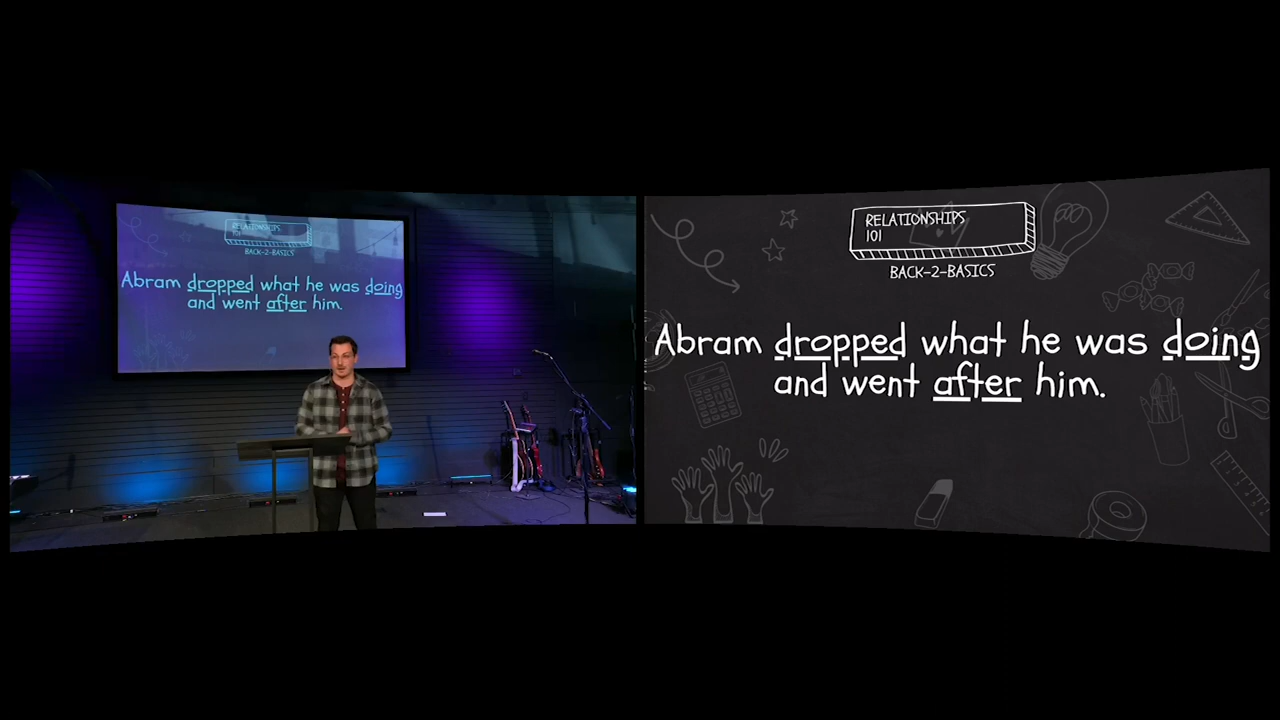 RELATIONSHIPS
101
BACK-2-BASICS
Abram dropped what he was doing
and went after him.
RELATIONSHIPS
101
BACK-2-BASICS
Abram dropped what he was doing
and went after him.